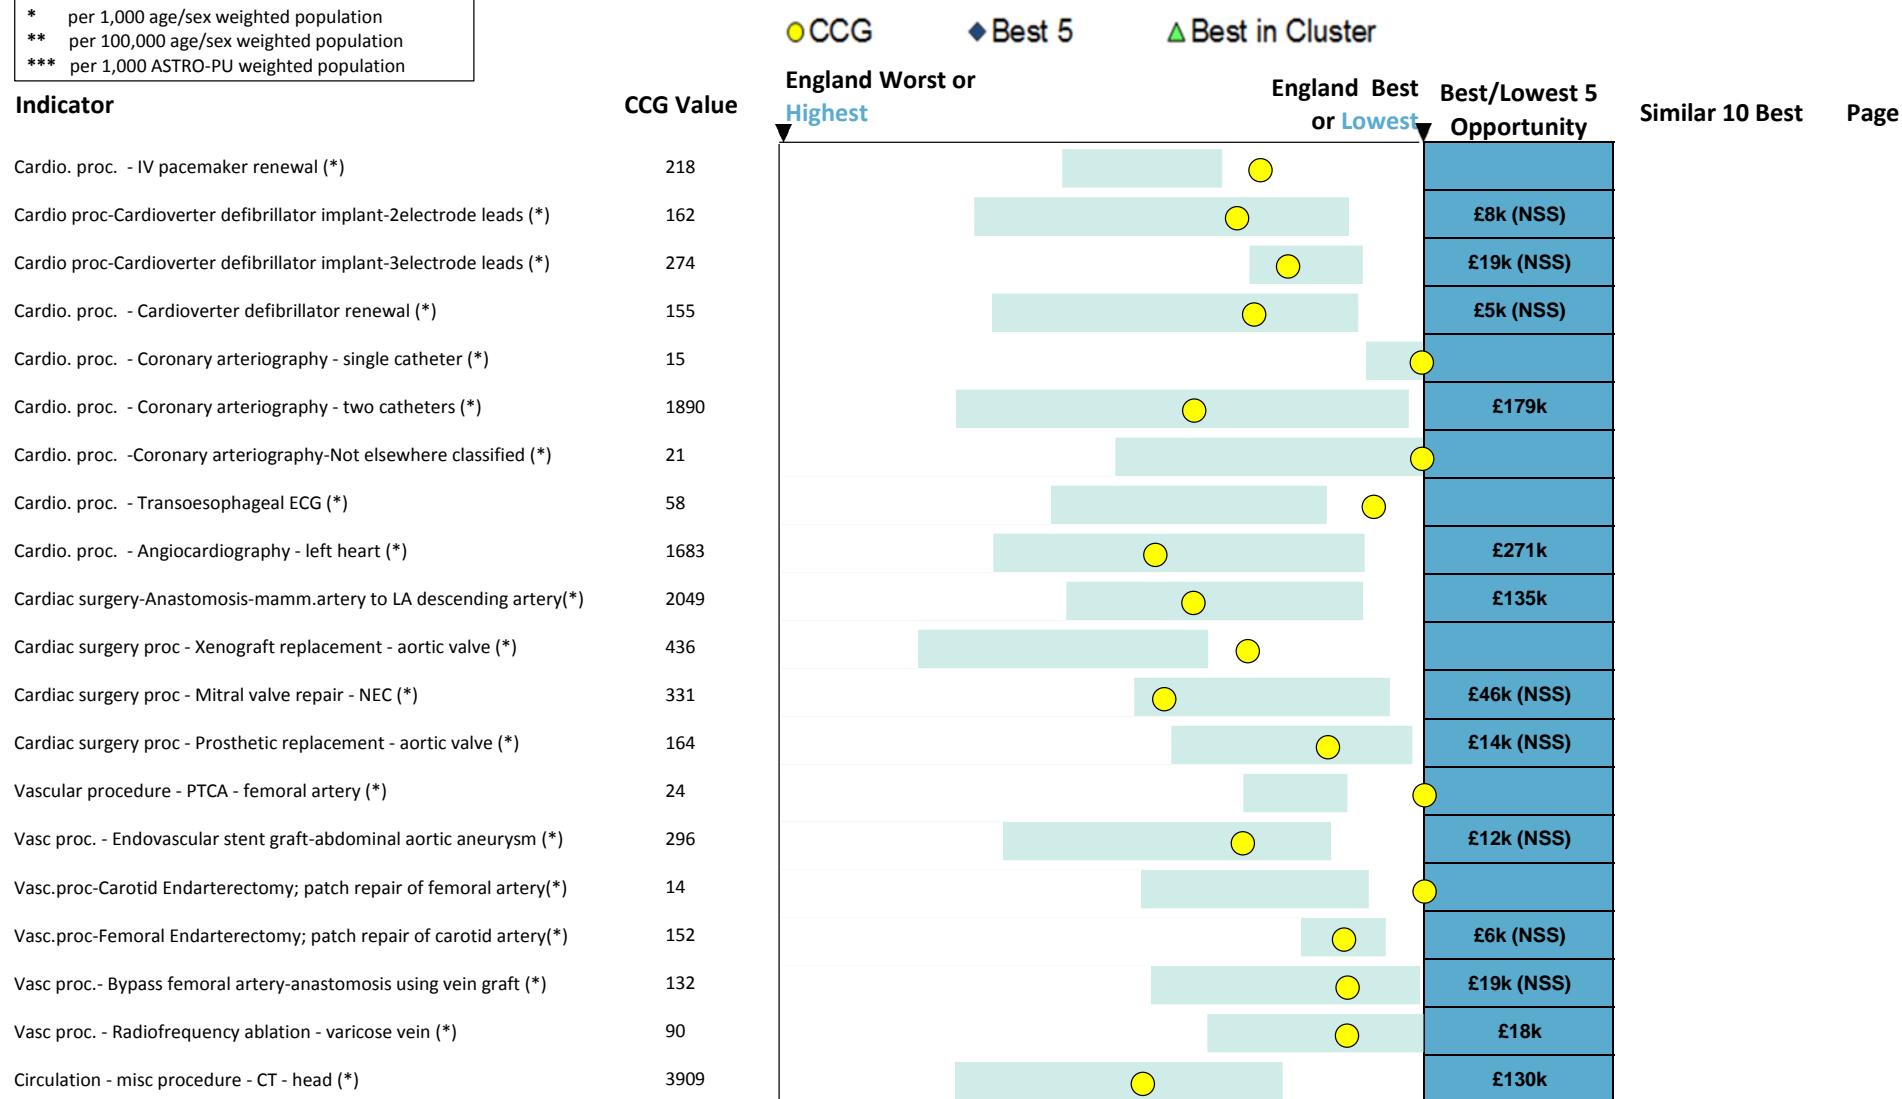 * per 1,000 age/sex weighted population
** per 100,000 age/sex weighted population
*** per 1,000 ASTRO-PU weighted population
CCG Best 5 Best in Cluster
Indicator CCG Value England Worst or Highest England Best or Lowest Best/Lowest 5 Opportunity Similar 10 Best Page
Cardio. proc. - IV pacemaker renewal (*) 218
Cardio proc-Cardioverter defibrillator implant-2electrode leads (*) 162 £8k (NSS)
Cardio proc-Cardioverter defibrillator implant-3electrode leads (*) 274 £19k (NSS)
Cardio. proc. - Cardioverter defibrillator renewal (*) 155 £5k (NSS)
Cardio. proc. - Coronary arteriography - single catheter (*) 15
Cardio. proc. - Coronary arteriography - two catheters (*) 1890 £179k
Cardio. proc. -Coronary arteriography-Not elsewhere classified (*) 21
Cardio. proc. - Transoesophageal ECG (*) 58
Cardio. proc. - Angiocardiography - left heart (*) 1683 £271k
Cardiac surgery-Anastomosis-mamm.artery to LA descending artery(*) 2049 £135k
Cardiac surgery proc - Xenograft replacement - aortic valve (*) 436
Cardiac surgery proc - Mitral valve repair - NEC (*) 331 £46k (NSS)
Cardiac surgery proc - Prosthetic replacement - aortic valve (*) 164 £14k (NSS)
Vascular procedure - PTCA - femoral artery (*) 24
Vasc proc. - Endovascular stent graft-abdominal aortic aneurysm (*) 296 £12k (NSS)
Vasc.proc-Carotid Endarterectomy; patch repair of femoral artery(*) 14
Vasc.proc-Femoral Endarterectomy; patch repair of carotid artery(*) 152 £6k (NSS)
Vasc proc.- Bypass femoral artery-anastomosis using vein graft (*) 132 £19k (NSS)
Vasc proc. - Radiofrequency ablation - varicose vein (*) 90 £18k
Circulation - misc procedure - CT - head (*) 3909 £130k